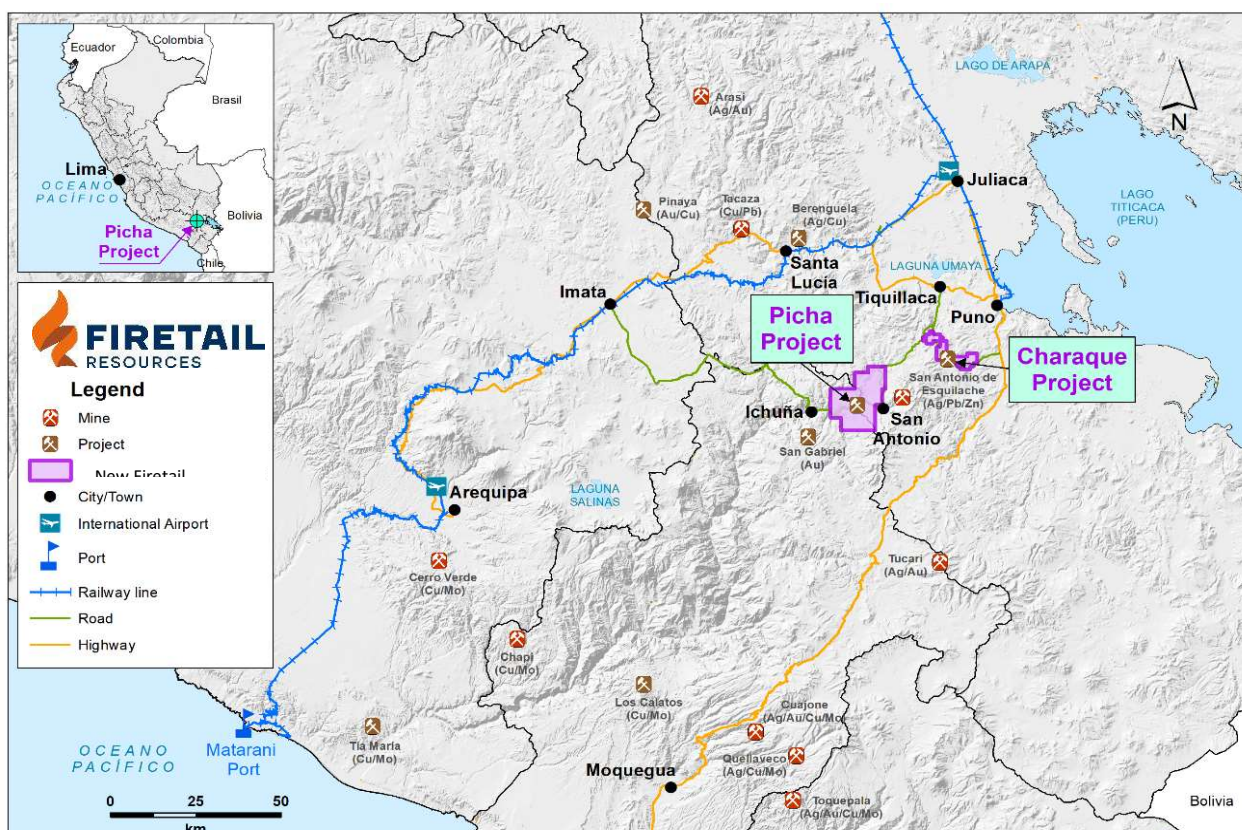 Ecuador
Colombia
Brasil
Lima
OCEANO
PACÍFICO
Bolivia
Picha
Project
Chile
FIRETAIL
RESOURCES
Legend
Mine
Project
New Firetail
City/Town
International Airport
Port
Railway line
Road
Highway
LAGO DE ARAPA
N
Arasi
(Ag/Au)
Juliaca
LAGO
TITICACA
(PERU)
Pinaya
(Au/Cu)
Tacaza
(Cu/Pb)
Berenguela
(Ag/Cu)
Santa
Lucía
LAGUNA UMAYA
Tiquillaca
Imata
Puno
Picha
Project
Charaque
Project
San Antonio de
Esquilache
(Ag/Pb/Zn)
Ichuña
San
Antonio
San Gabriel
(Au)
Arequipa
LAGUNA
SALINAS
Cerro Verde
(Cu/Mo)
Tucari
(Ag/Au)
Chapi
(Cu/Mo)
Los Calatos
(Cu/Mo)
Cuajone
(Ag/Au/Cu/Mo)
Tia Maria
(Cu/Mo)
Matarani
Port
OCEANO
PACÍFICO
Quellaveco
(Ag/Cu/Mo)
Moquegua
Toquepala
(Ag/Au/Cu/Mo)
Bolivia
0 25 50
km